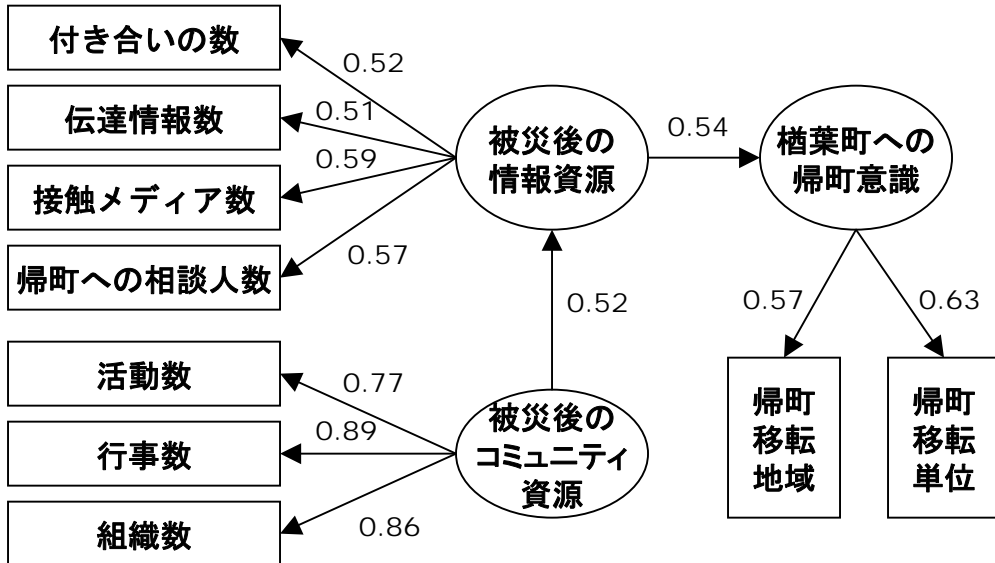 付き合いの数
伝達情報数
接触メディア数
帰町への相談人数
0.52
0.51
0.59
0.57
被災後の
情報資源
0.54
楢葉町への
帰町意識
0.52
0.57
0.63
活動数
行事数
組織数
0.77
0.89
0.86
被災後の
コミュニティ
資源
帰町
移転
地域
帰町
移転
単位